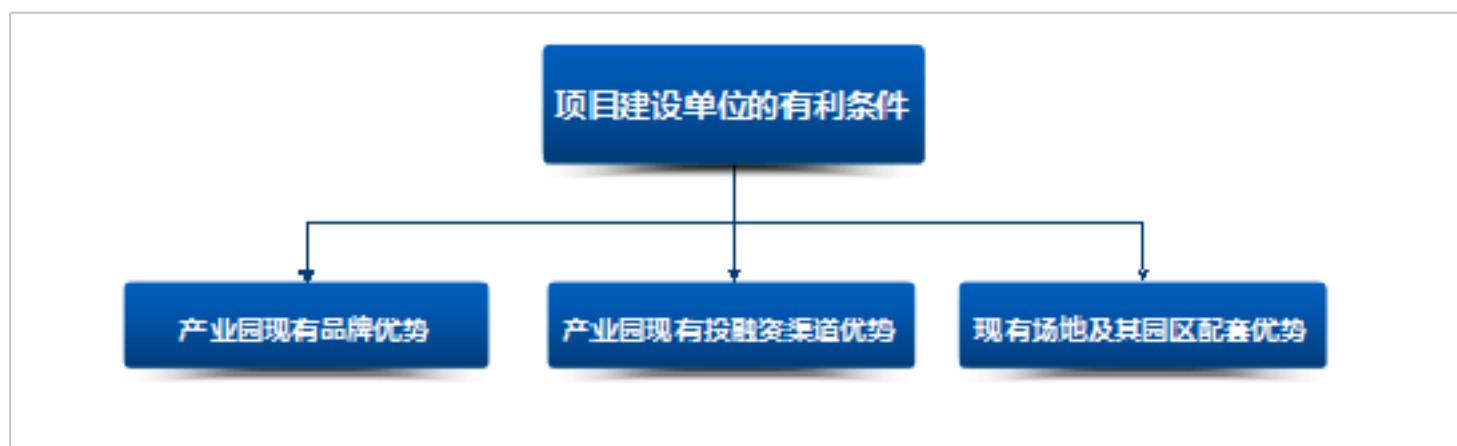 项目建设单位的有利条件
产业园现有品牌优势
产业园现有投融资渠道优势
现有场地及其园区配套优势